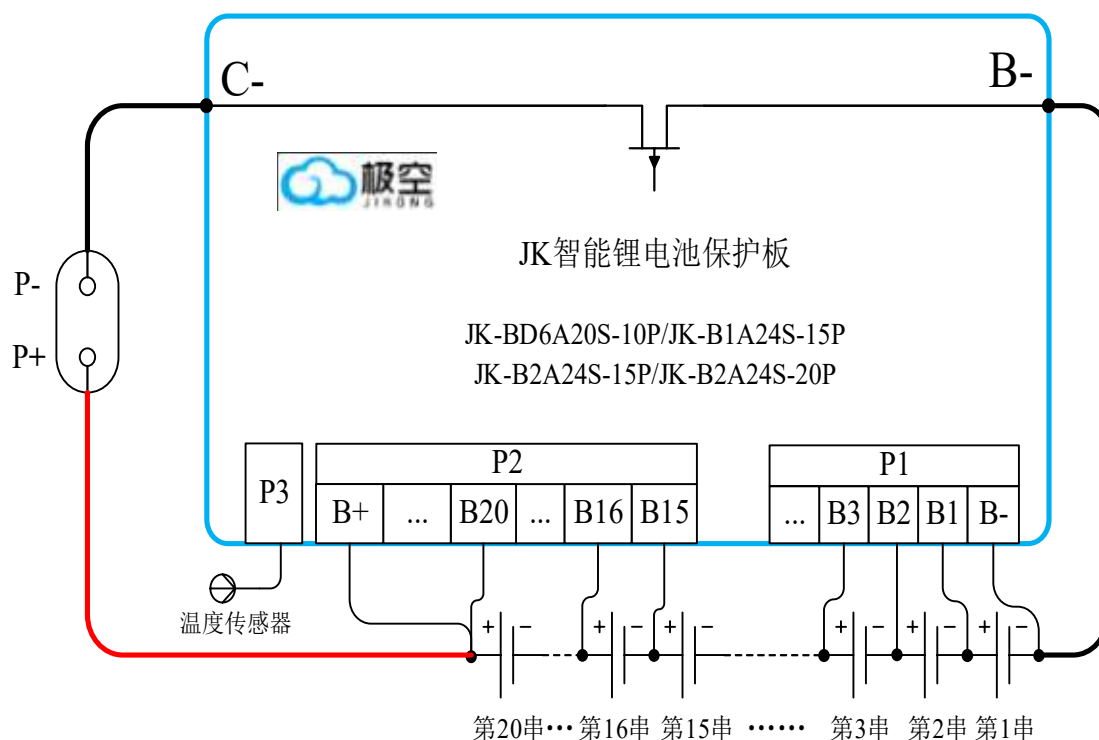 C-
B-
极空
JIKONG
JK智能锂电池保护板
P-
P+
JK-BD6A20S-10P/JK-B1A24S-15P
JK-B2A24S-15P/JK-B2A24S-20P
P3
P2
B+ ... B20 ... B16 B15
P1
... B3 B2 B1 B-
温度传感器
+ − + − + − + − + − + −
第20串··· 第16串 第15串 ······ 第3串 第2串 第1串